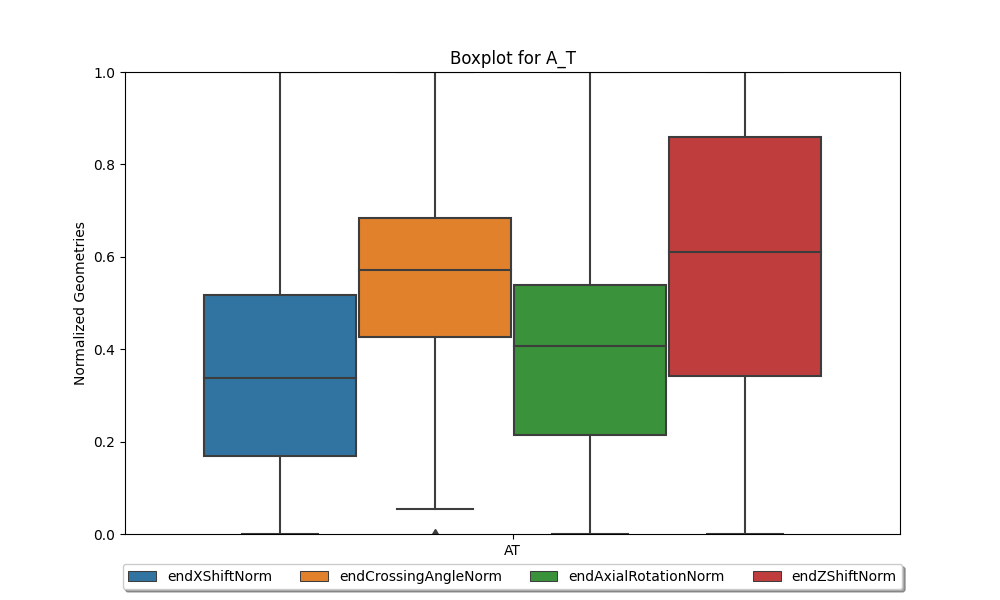 Boxplot for A_T
1.0
0.8
0.6
0.4
0.2
0.0
Normalized Geometries
AT
endXShiftNorm endCrossingAngleNorm endAxialRotationNorm endZShiftNorm